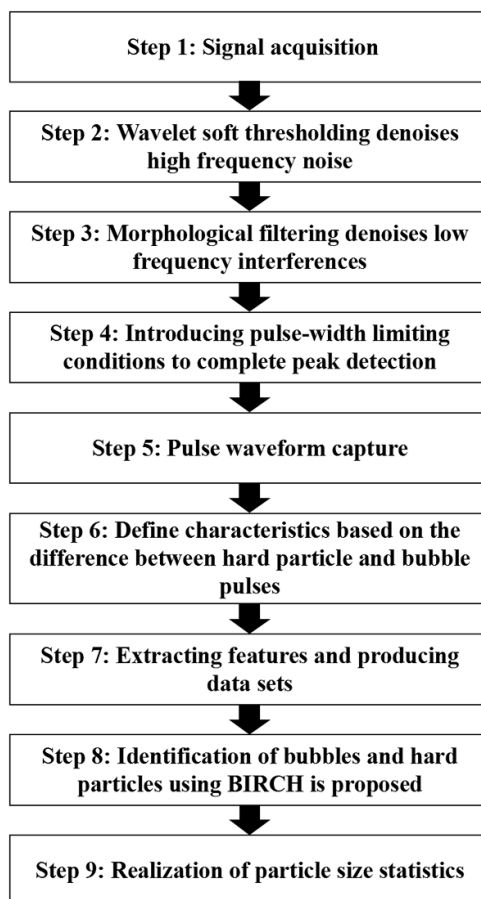 Step 1: Signal acquisition
Step 2: Wavelet soft thresholding denoises
high frequency noise
Step 3: Morphological filtering denoises low
frequency interferences
Step 4: Introducing pulse-width limiting
conditions to complete peak detection
Step 5: Pulse waveform capture
Step 6: Define characteristics based on the
difference between hard particle and bubble
pulses
Step 7: Extracting features and producing
data sets
Step 8: Identification of bubbles and hard
particles using BIRCH is proposed
Step 9: Realization of particle size statistics